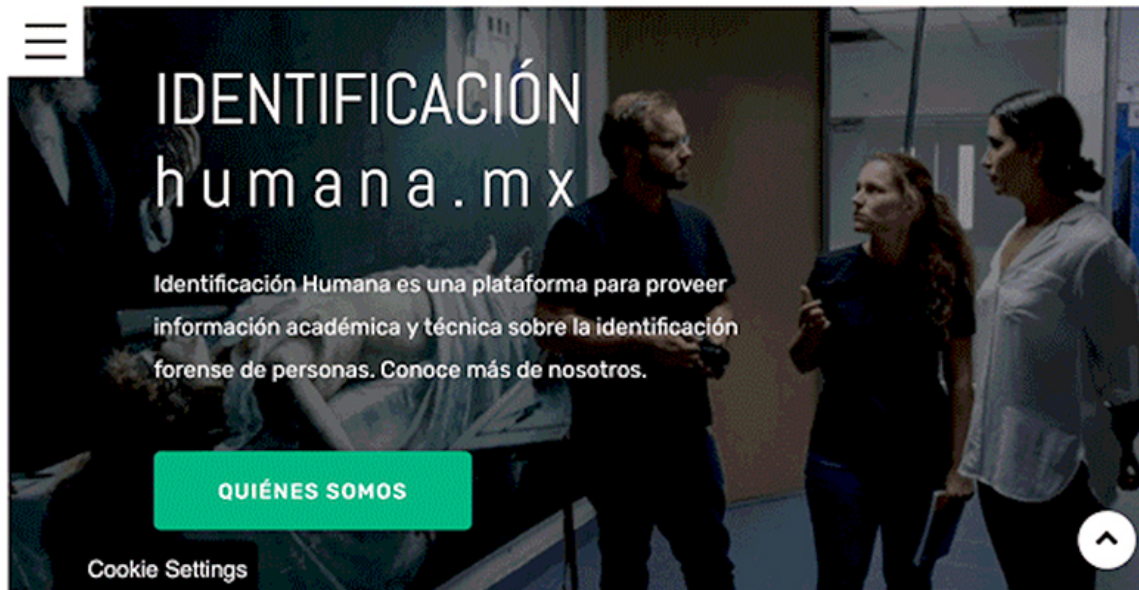 IDENTIFICACIÓN
humana.mx
Identificación Humana es una plataforma para proveer
información académica y técnica sobre la identificación
forense de personas. Conoce más de nosotros.
QUIÉNES SOMOS
Cookie Settings